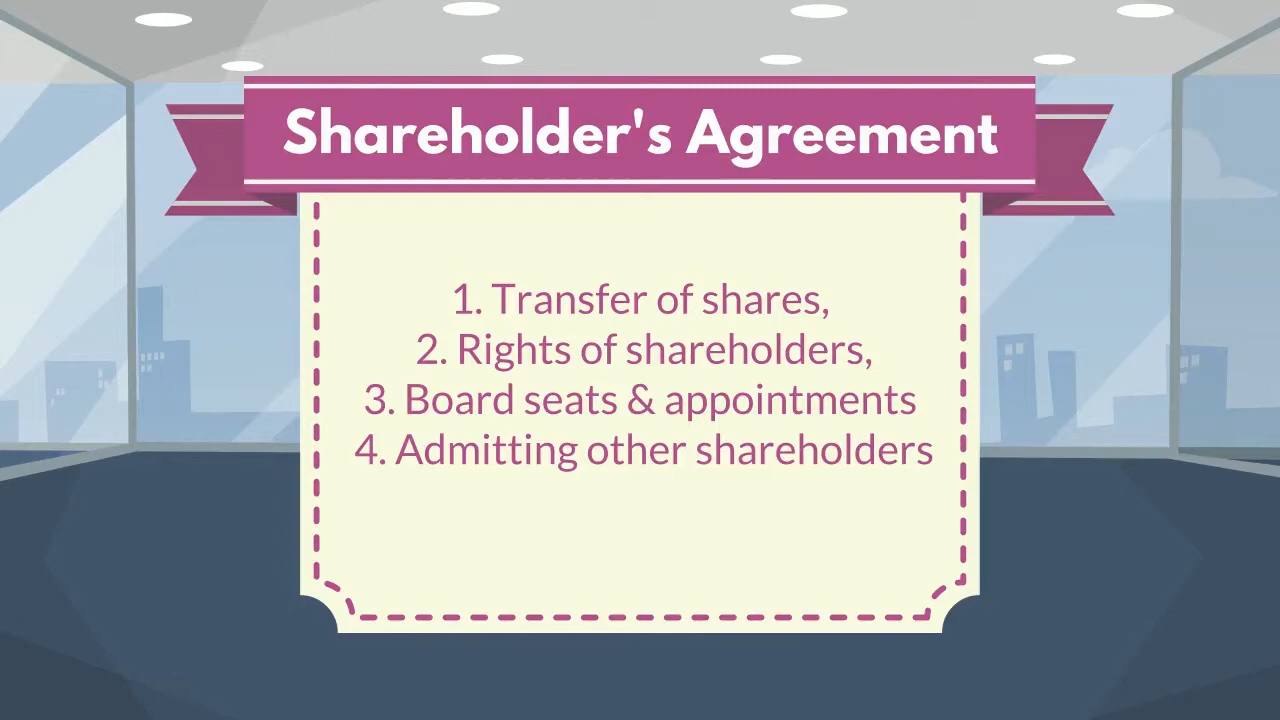 Shareholder's Agreement
1. Transfer of shares,
2. Rights of shareholders,
3. Board seats & appointments
4. Admitting other shareholders